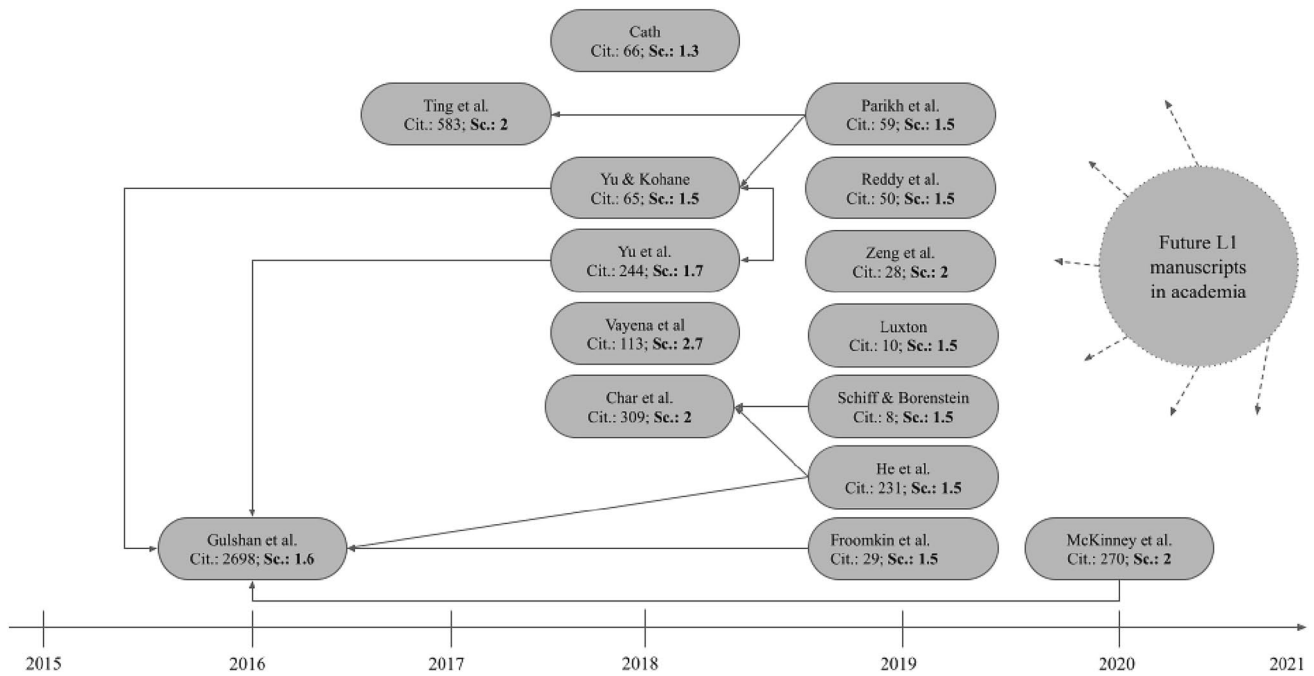 Cath
Cit.: 66; Sc.: 1.3
Ting et al.
Cit.: 583; Sc.: 2
Parikh et al.
Cit.: 59; Sc.: 1.5
Yu & Kohane
Cit.: 65; Sc.: 1.5
Reddy et al.
Cit.: 50; Sc.: 1.5
Yu et al.
Cit.: 244; Sc.: 1.7
Zeng et al.
Cit.: 28; Sc.: 2
Future L1
manuscripts
in academia
Vayena et al
Cit.: 113; Sc.: 2.7
Luxton
Cit.: 10; Sc.: 1.5
Char et al.
Cit.: 309; Sc.: 2
Schiff & Borenstein
Cit.: 8; Sc.: 1.5
He et al.
Cit.: 231; Sc.: 1.5
Gulshan et al.
Cit.: 2698; Sc.: 1.6
Froomkin et al.
Cit.: 29; Sc.: 1.5
McKinney et al.
Cit.: 270; Sc.: 2
2015 2016 2017 2018 2019 2020 2021